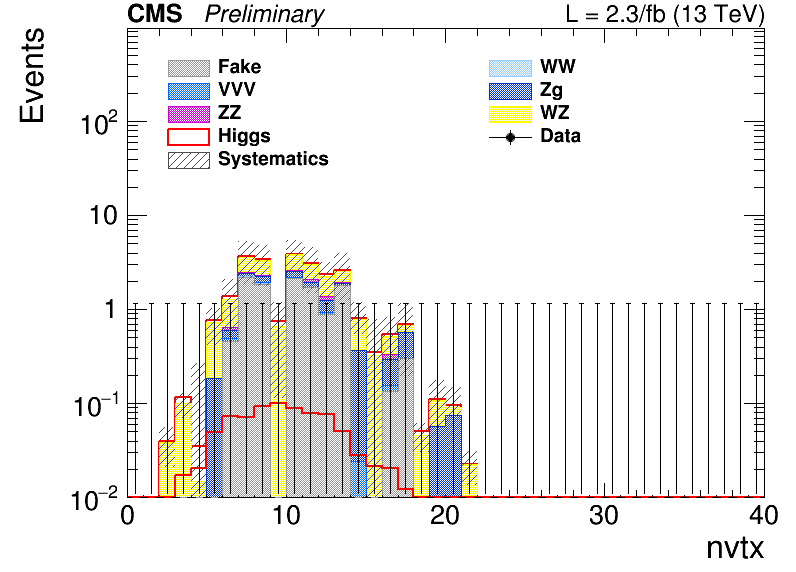 CMS Preliminary L = 2.3/fb (13 TeV)
Events
Fake WW
VVV Zg
ZZ WZ
Higgs Data
Systematics
10²
10
1
10⁻¹
10⁻²
0 10 20 30 40
nvtx